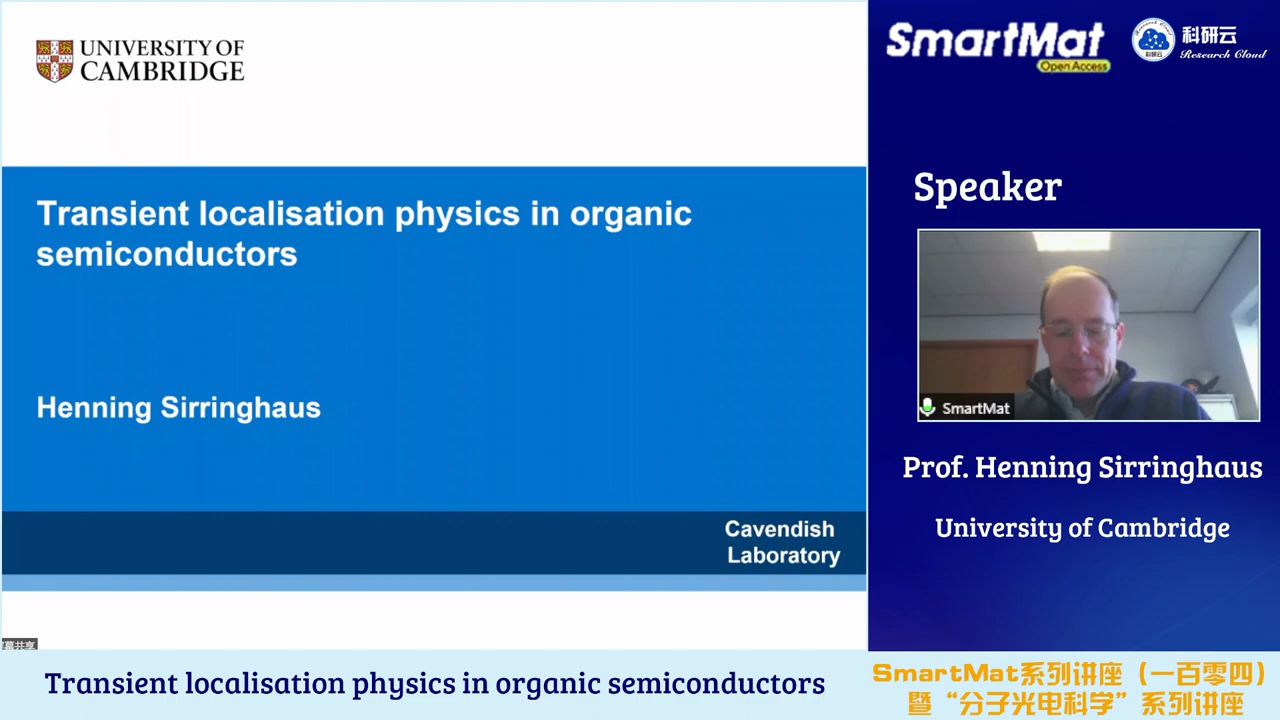 UNIVERSITY OF
CAMBRIDGE
Transient localisation physics in organic
semiconductors
Henning Sirringhaus
Cavendish
Laboratory
SmartMat
Open Access
科研云
Research Cloud
Speaker
SmartMat
Prof. Henning Sirringhaus
University of Cambridge
Transient localisation physics in organic semiconductors
SmartMat系列讲座（一百零四）
暨“分子光电科学”系列讲座